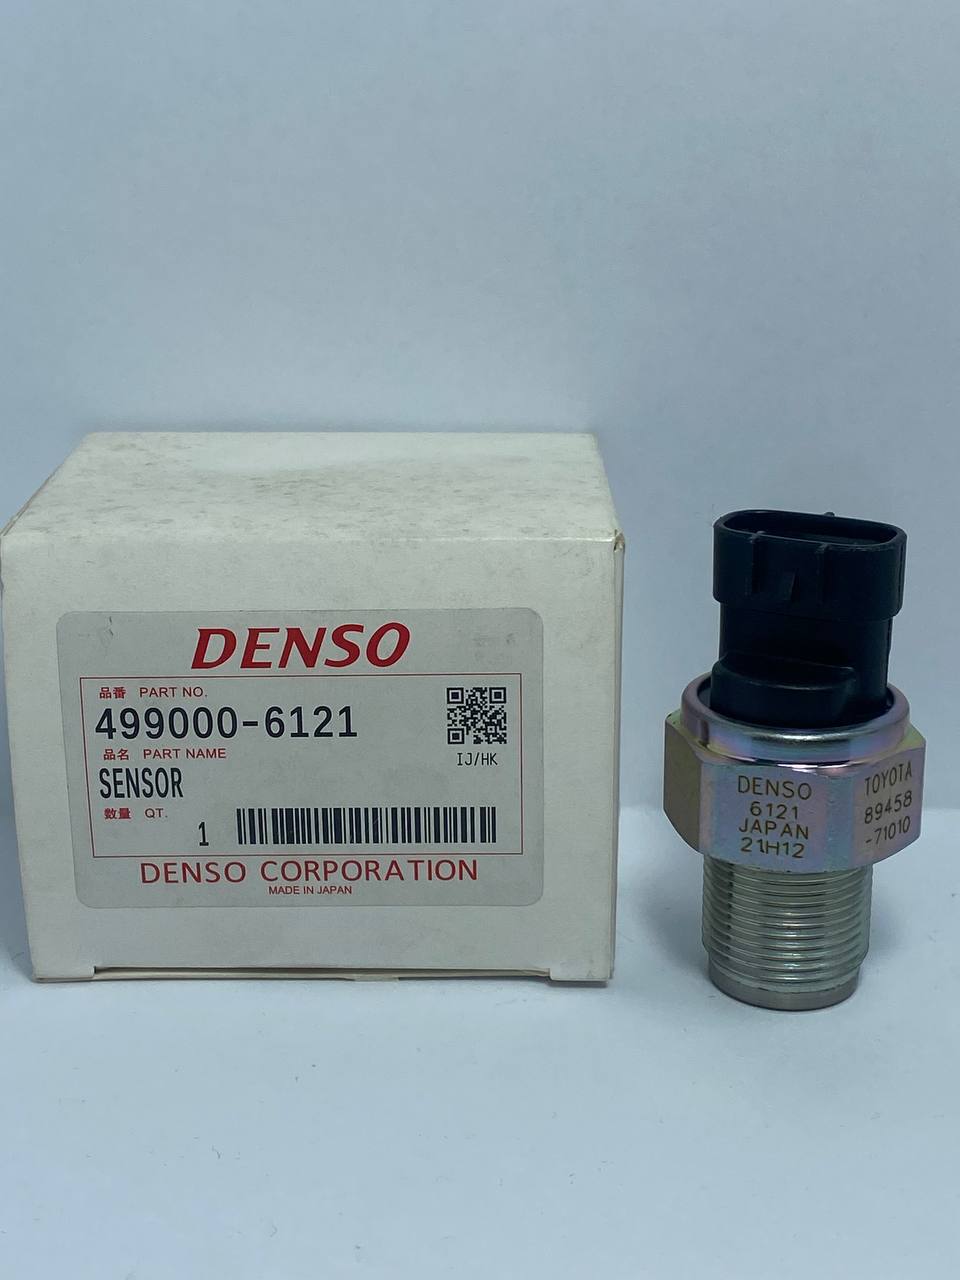 DENSO
品番 PART NO.
499000-6121
品名 PART NAME
IJ/HK
SENSOR
数量 QT.
1
DENSO CORPORATION
MADE IN JAPAN
DENSO
6121
JAPAN
21H12
TOYOTA
89458
-71010